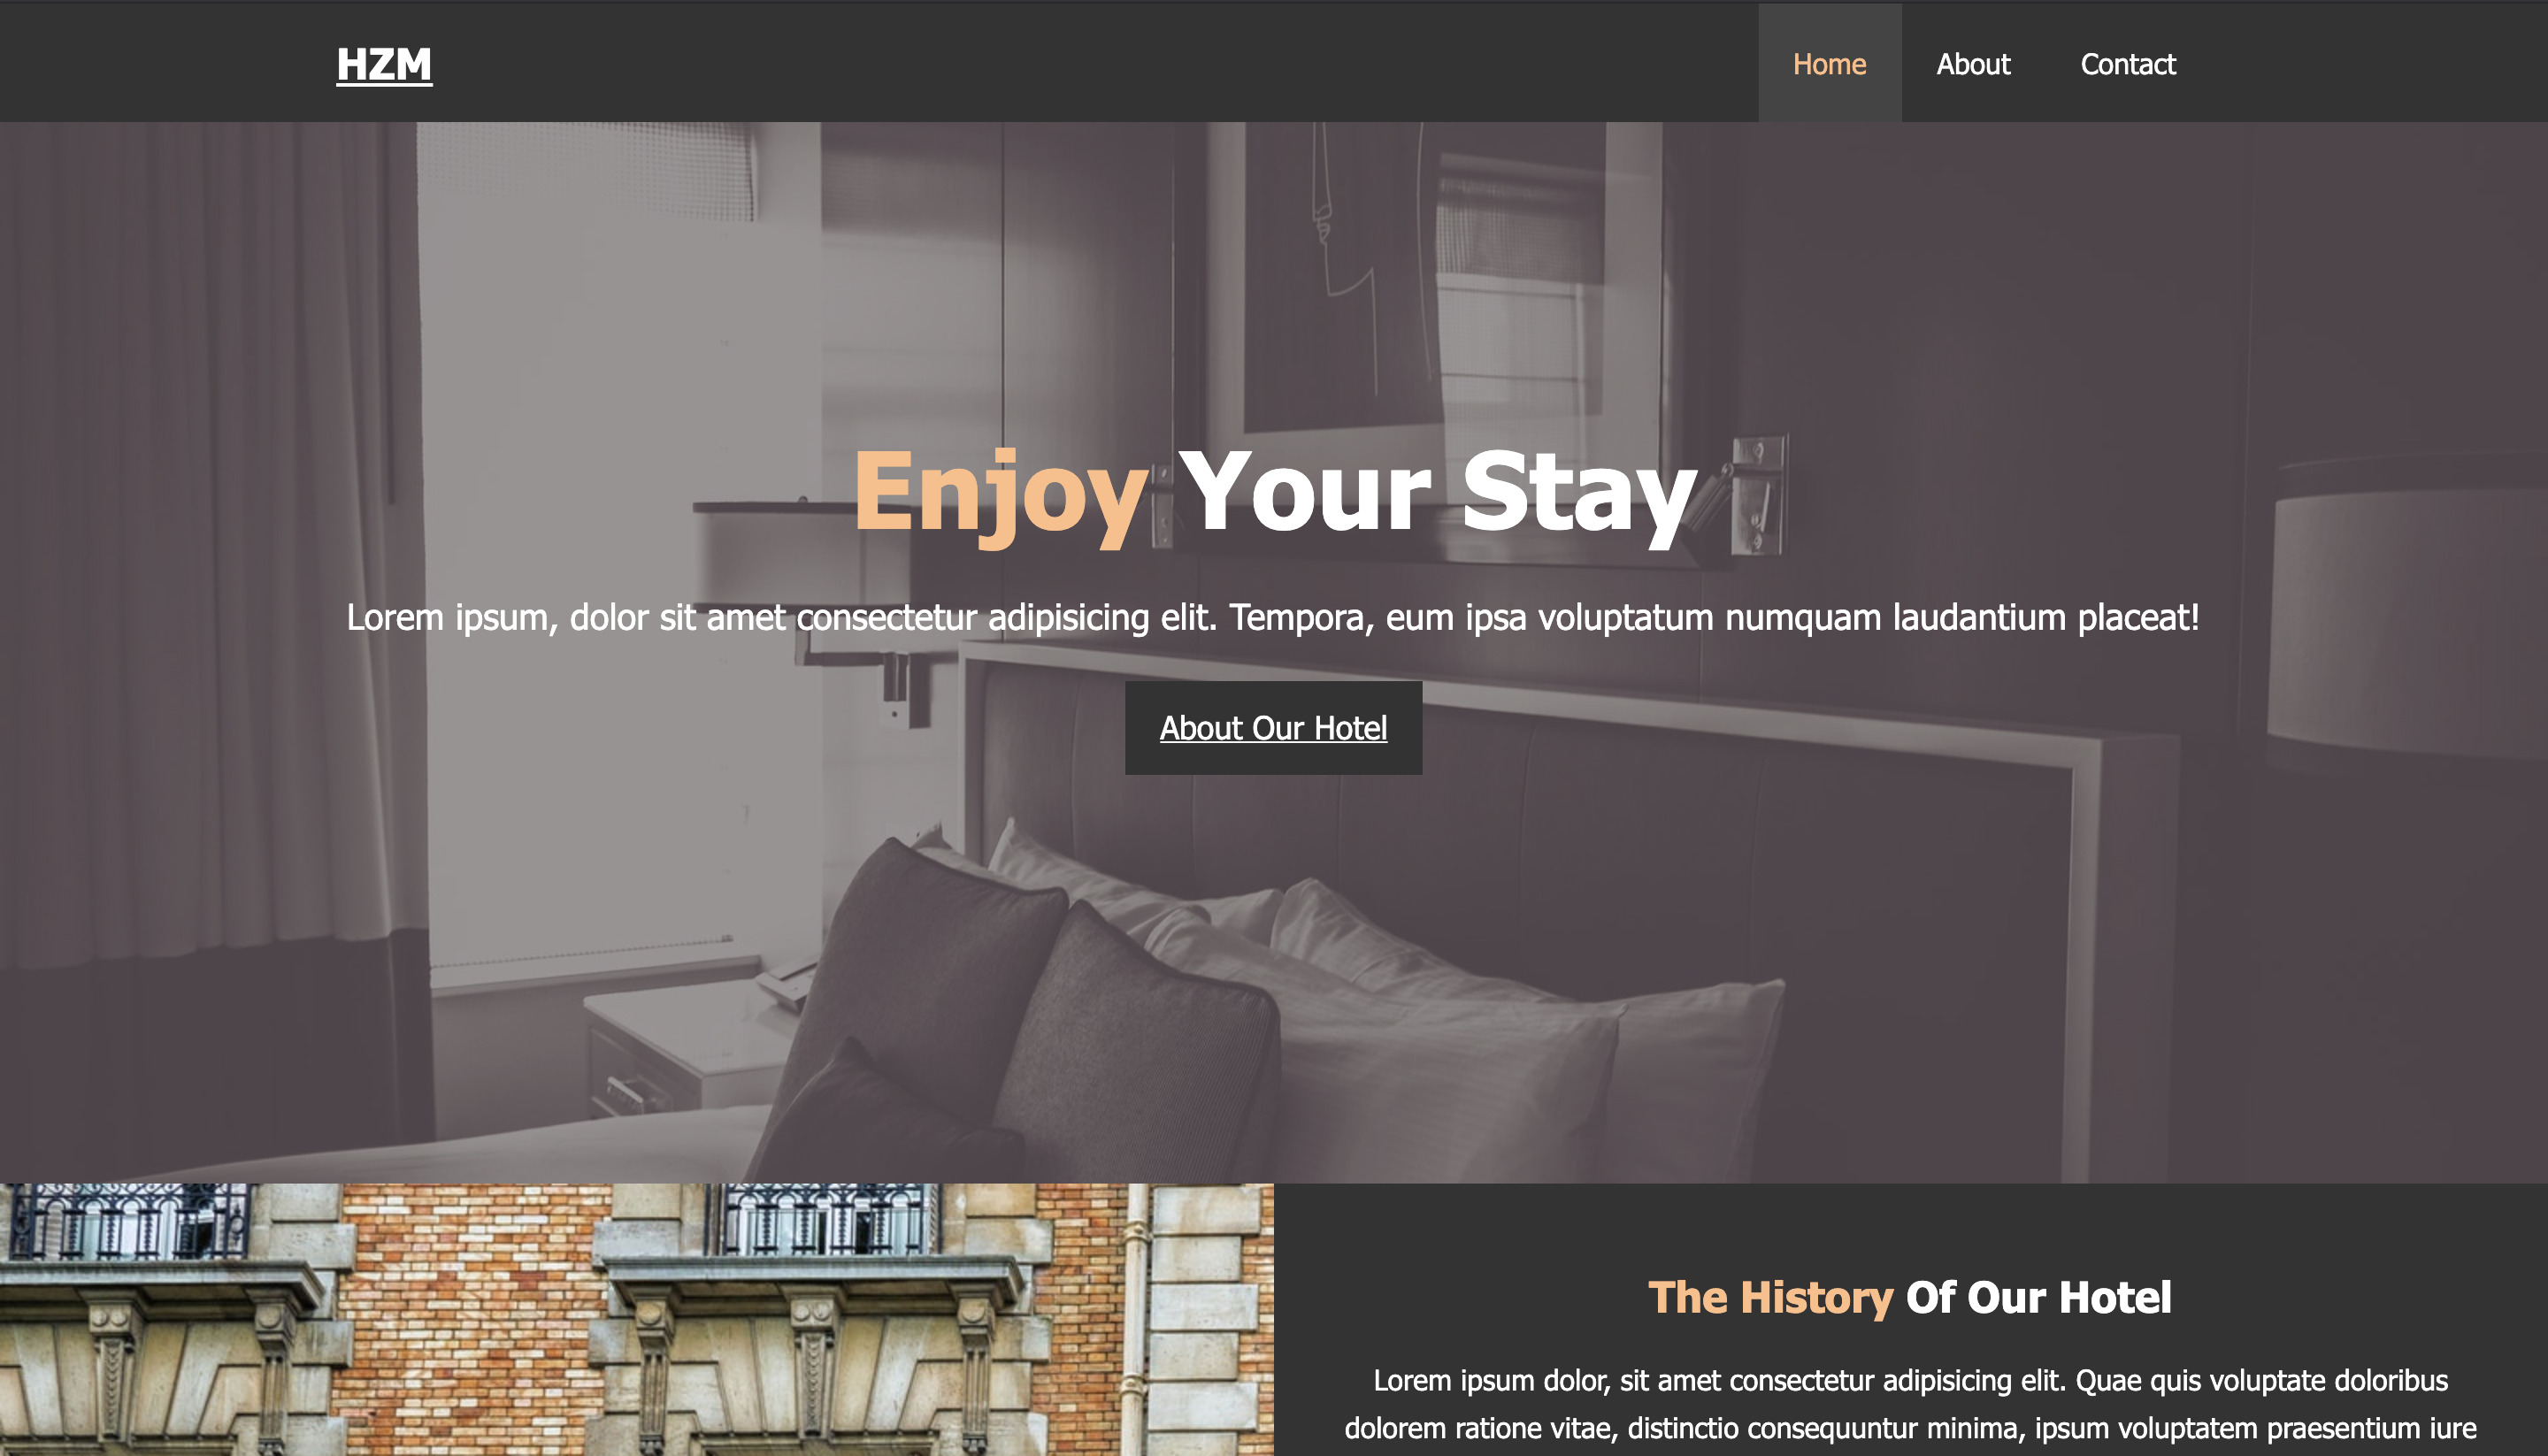 HZM
Home About Contact
Enjoy Your Stay
Lorem ipsum, dolor sit amet consectetur adipisicing elit. Tempora, eum ipsa voluptatum numquam laudantium placeat!
About Our Hotel
The History Of Our Hotel
Lorem ipsum dolor, sit amet consectetur adipisicing elit. Quae quis voluptate doloribus
dolorem ratione vitae, distinctio consequuntur minima, ipsum voluptatem praesentium iure